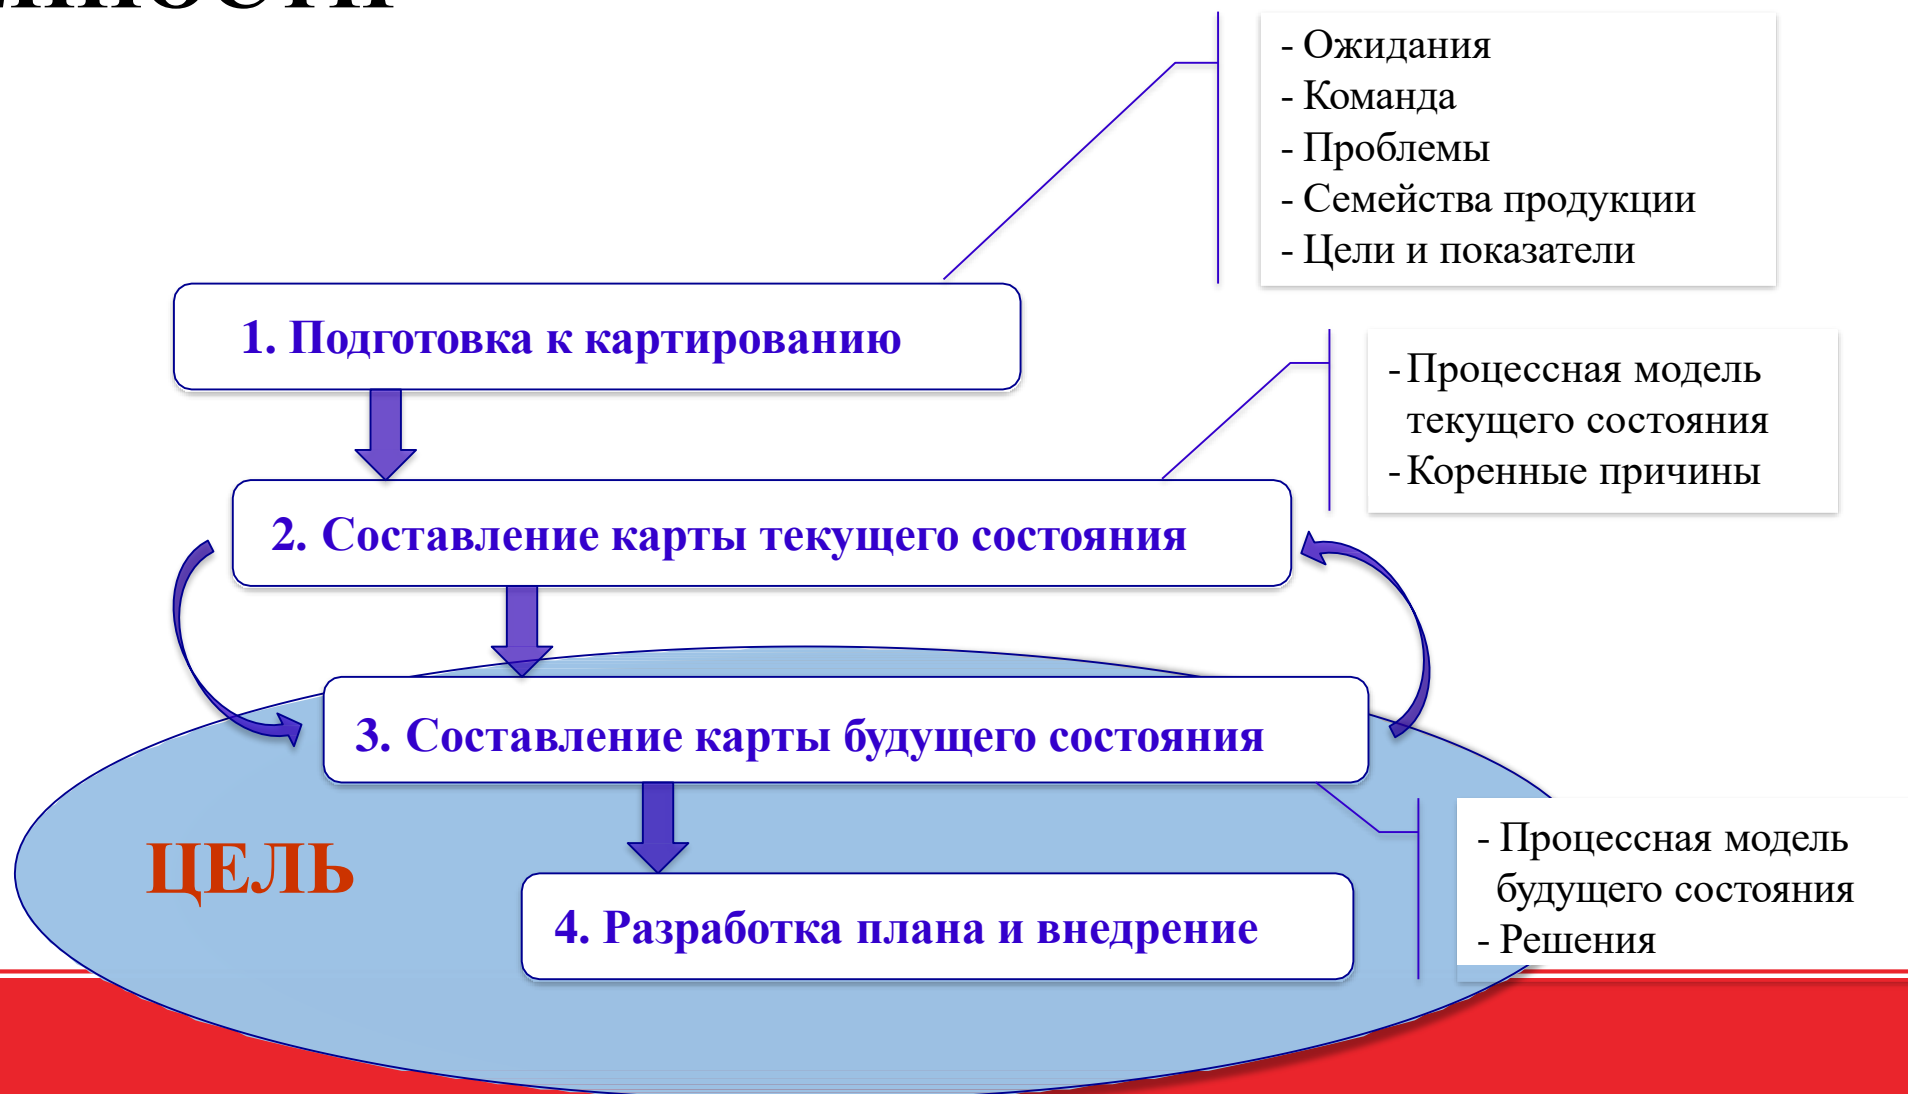 - Ожидания
- Команда
- Проблемы
- Семейства продукции
- Цели и показатели
1. Подготовка к картированию
- Процессная модель
текущего состояния
- Коренные причины
2. Составление карты текущего состояния
3. Составление карты будущего состояния
- Процессная модель
будущего состояния
- Решения
ЦЕЛЬ
4. Разработка плана и внедрение